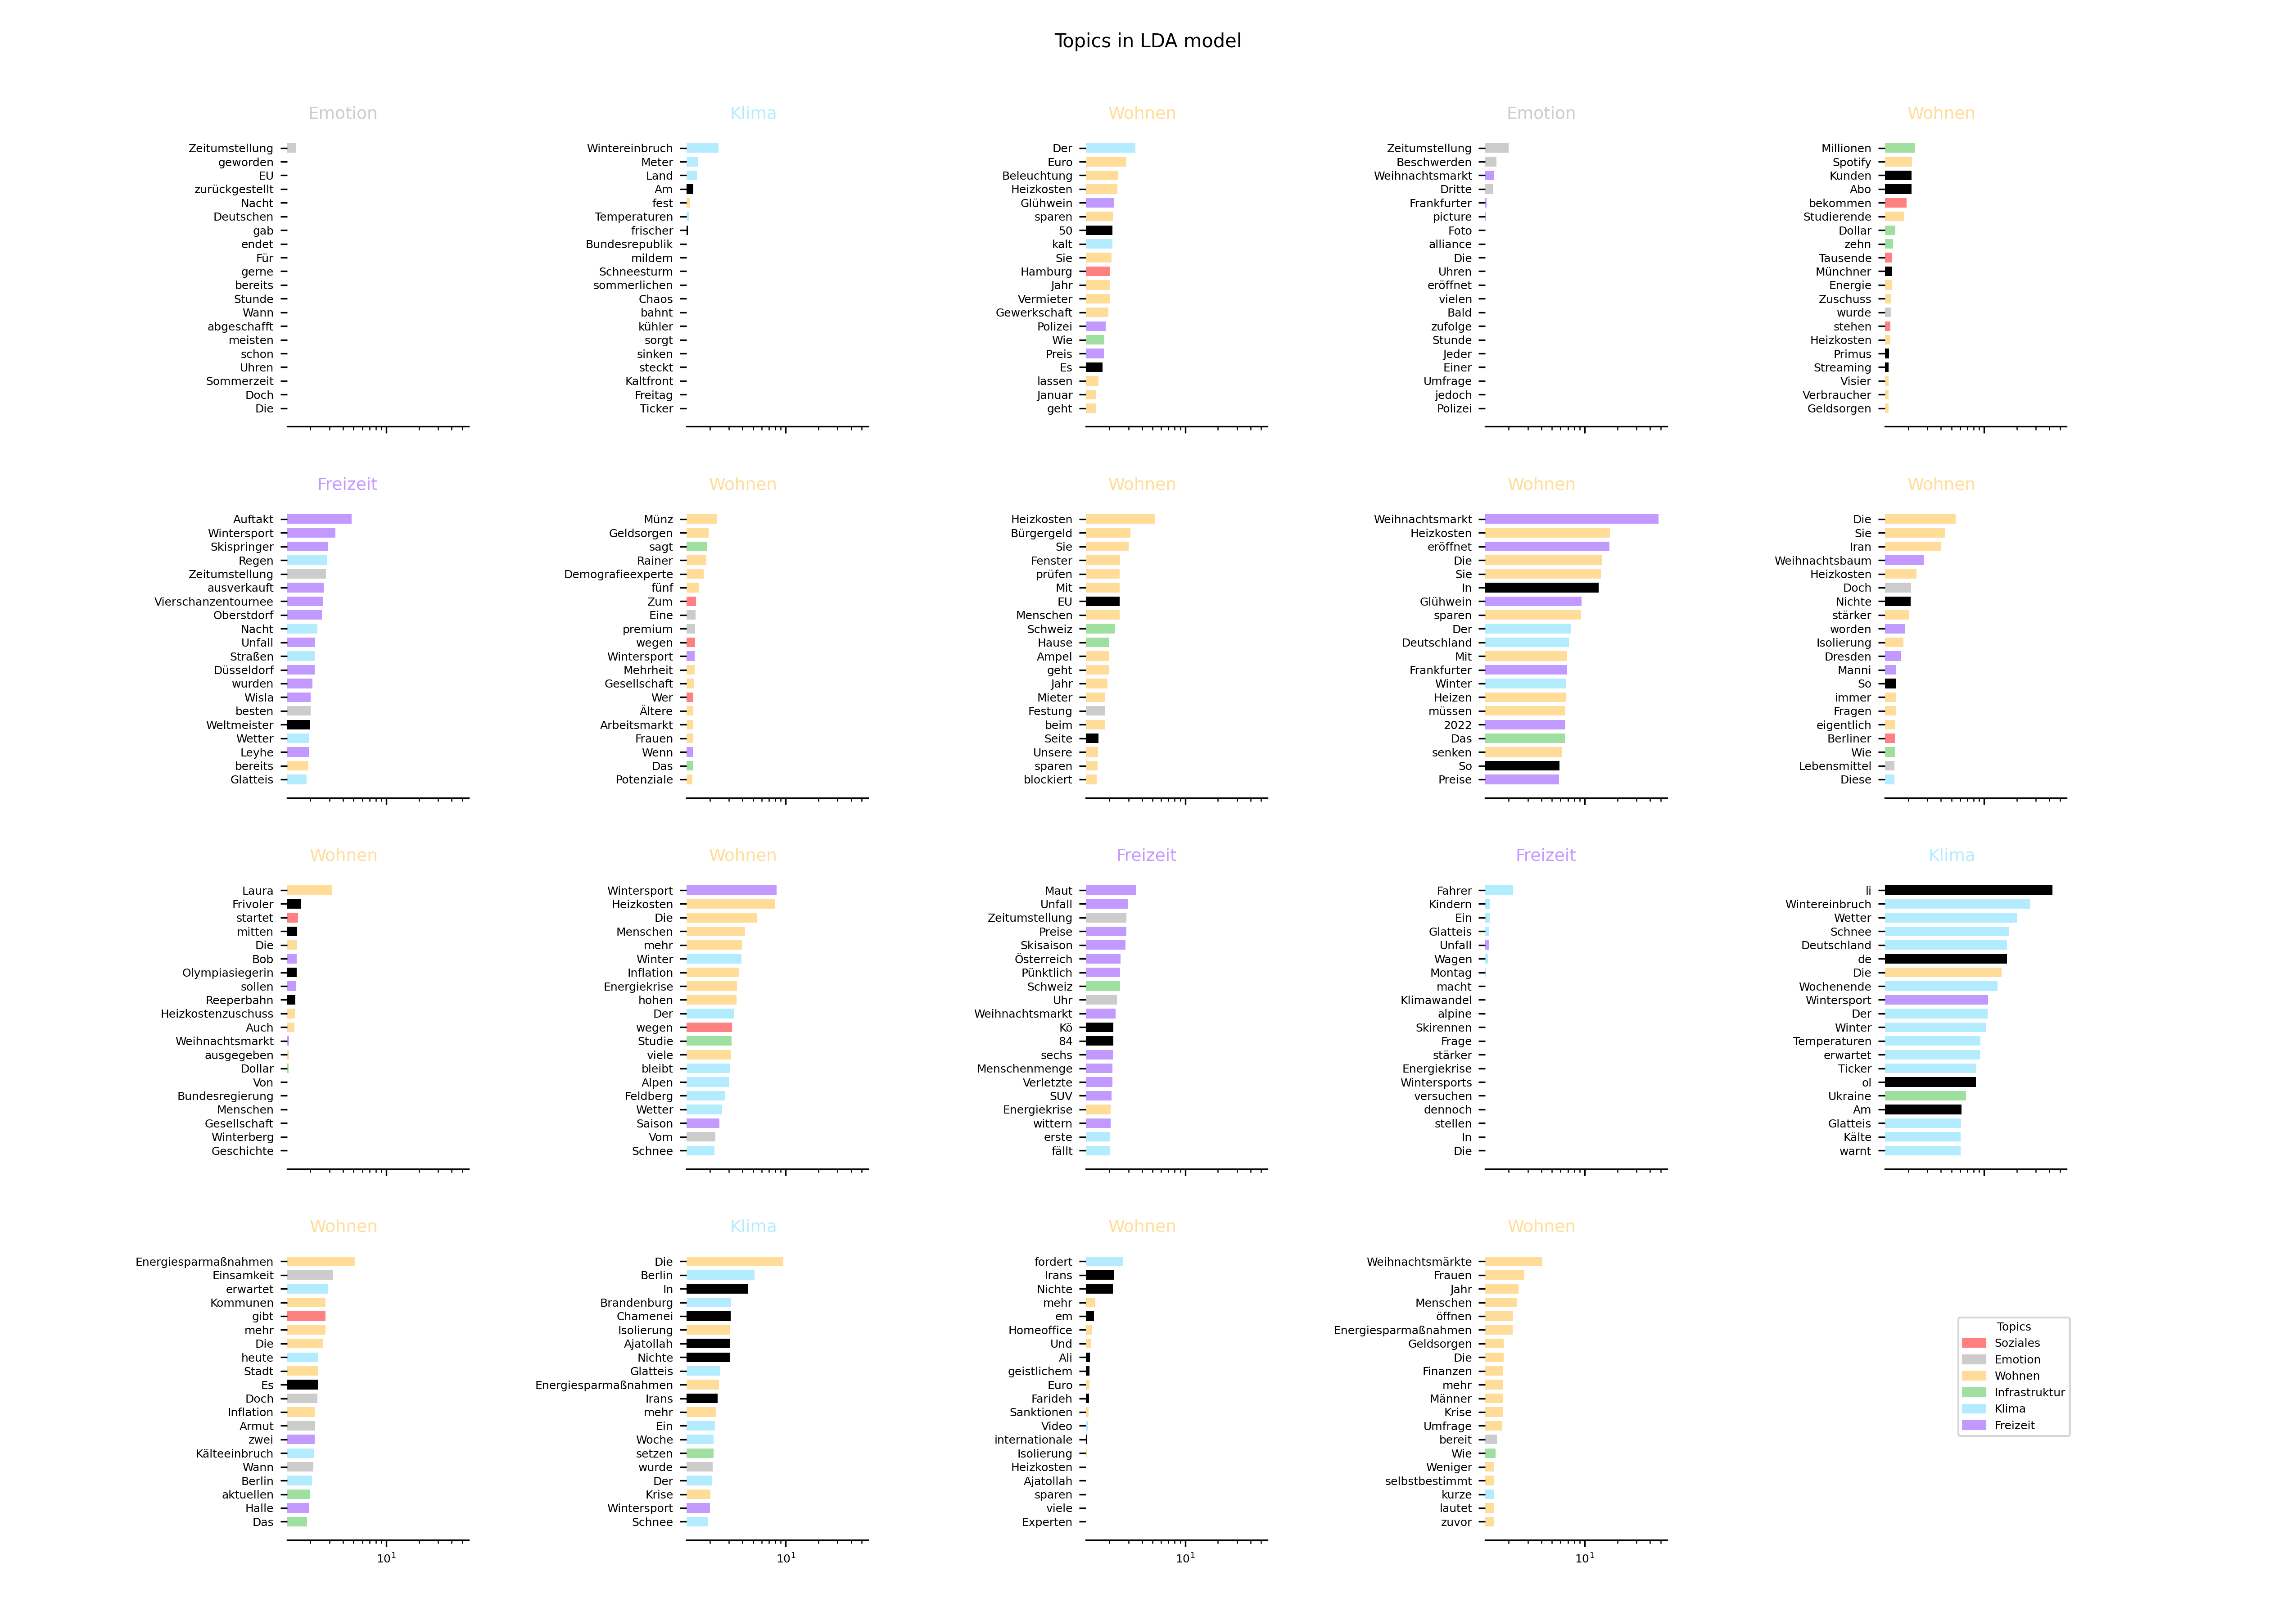 Topics in LDA model
Emotion
Zeitumstellung
geworden
EU
zurückgestellt
Nacht
Deutschen
gab
endet
Für
gerne
bereits
Stunde
Wann
abgeschafft
meisten
schon
Uhren
Sommerzeit
Doch
Die
Klima
Wintereinbruch
Meter
Land
Am
fest
Temperaturen
frischer
Bundesrepublik
mildem
Schneesturm
sommerlichen
Chaos
bahnt
kühler
sorgt
sinken
steckt
Kaltfront
Freitag
Ticker
Wohnen
Der
Euro
Beleuchtung
Heizkosten
Glühwein
sparen
50
kalt
Sie
Hamburg
Jahr
Vermieter
Gewerkschaft
Polizei
Wie
Preis
Es
lassen
Januar
geht
Emotion
Zeitumstellung
Beschwerden
Weihnachtsmarkt
Dritte
Frankfurter
picture
Foto
alliance
Die
Uhren
eröffnet
vielen
Bald
zufolge
Stunde
Jeder
Einer
Umfrage
jedoch
Polizei
Wohnen
Millionen
Spotify
Kunden
Abo
bekommen
Studierende
Dollar
zehn
Tausende
Münchner
Energie
Zuschuss
wurde
stehen
Heizkosten
Primus
Streaming
Visier
Verbraucher
Geldsorgen
Freizeit
Auftakt
Wintersport
Skispringer
Regen
Zeitumstellung
ausverkauft
Vierschanzentournee
Oberstdorf
Nacht
Unfall
Straßen
Düsseldorf
wurden
Wisla
besten
Weltmeister
Wetter
Leyhe
bereits
Glatteis
Wohnen
Münz
Geldsorgen
sagt
Rainer
Demografieexperte
fünf
Zum
Eine
premium
wegen
Wintersport
Mehrheit
Gesellschaft
Wer
Ältere
Arbeitsmarkt
Frauen
Wenn
Das
Potenziale
Wohnen
Heizkosten
Bürgergeld
Sie
Fenster
prüfen
Mit
EU
Menschen
Schweiz
Hause
Ampel
geht
Jahr
Mieter
Festung
beim
Seite
Unsere
sparen
blockiert
Wohnen
Weihnachtsmarkt
Heizkosten
eröffnet
Die
Sie
In
Glühwein
sparen
Der
Deutschland
Mit
Frankfurter
Winter
Heizen
müssen
2022
Das
senken
So
Preise
Wohnen
Die
Sie
Iran
Weihnachtsbaum
Heizkosten
Doch
Nichte
stärker
worden
Isolierung
Dresden
Manni
So
immer
Fragen
eigentlich
Berliner
Wie
Lebensmittel
Diese
Wohnen
Laura
Frivoler
startet
mitten
Die
Bob
Olympiasiegerin
sollen
Reeperbahn
Heizkostenzuschuss
Auch
Weihnachtsmarkt
ausgegeben
Dollar
Von
Bundesregierung
Menschen
Gesellschaft
Winterberg
Geschichte
Wohnen
Wintersport
Heizkosten
Die
Menschen
mehr
Winter
Inflation
Energiekrise
hohen
Der
wegen
Studie
viele
bleibt
Alpen
Feldberg
Wetter
Saison
Vom
Schnee
Freizeit
Maut
Unfall
Zeitumstellung
Preise
Skisaison
Österreich
Pünktlich
Schweiz
Uhr
Weihnachtsmarkt
Kö
84
sechs
Menschenmenge
Verletzte
SUV
Energiekrise
wittern
erste
fällt
Freizeit
Fahrer
Kindern
Ein
Glatteis
Unfall
Wagen
Montag
macht
Klimawandel
alpine
Skirennen
Frage
stärker
Energiekrise
Wintersports
versuchen
dennoch
stellen
In
Die
Klima
li
Wintereinbruch
Wetter
Schnee
Deutschland
de
Die
Wochenende
Wintersport
Der
Winter
Temperaturen
erwartet
Ticker
ol
Ukraine
Am
Glatteis
Kälte
warnt
Wohnen
Energiesparmaßnahmen
Einsamkeit
erwartet
Kommunen
gibt
mehr
Die
heute
Stadt
Es
Doch
Inflation
Armut
zwei
Kälteeinbruch
Wann
Berlin
aktuellen
Halle
Das
10¹
Klima
Die
Berlin
In
Brandenburg
Chamenei
Isolierung
Ajatollah
Nichte
Glatteis
Energiesparmaßnahmen
Irans
mehr
Ein
Woche
setzen
wurde
Der
Krise
Wintersport
Schnee
10¹
Wohnen
fordert
Irans
Nichte
mehr
em
Homeoffice
Und
Ali
geistlichem
Euro
Farideh
Sanktionen
Video
internationale
Isolierung
Heizkosten
Ajatollah
sparen
viele
Experten
10¹
Wohnen
Weihnachtsmärkte
Frauen
Jahr
Menschen
öffnen
Energiesparmaßnahmen
Geldsorgen
Die
Finanzen
mehr
Männer
Krise
Umfrage
bereit
Wie
Weniger
selbstbestimmt
kurze
lautet
zuvor
10¹
Topics
Soziales
Emotion
Wohnen
Infrastruktur
Klima
Freizeit